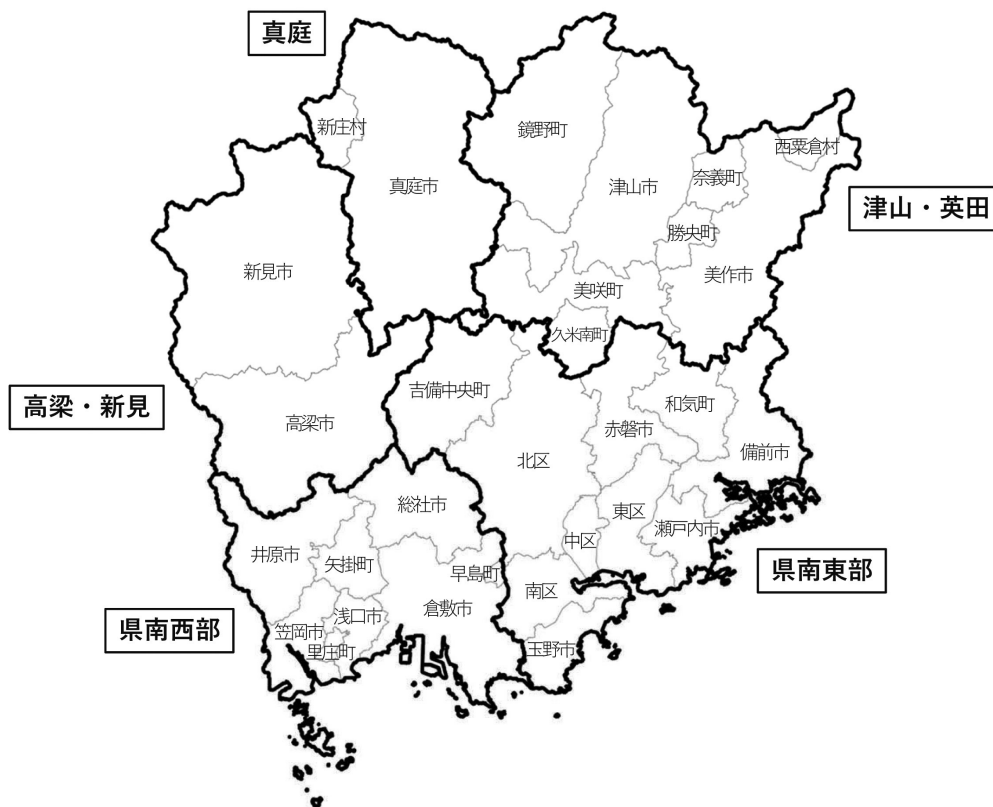 真庭
新庄村
鏡野町
西粟倉村
奈義町
真庭市
津山市
津山・英田
勝央町
新見市
美作市
美咲町
久米南町
吉備中央町
和気町
高梁・新見
高梁市
赤磐市
備前市
北区
総社市
東区
瀬戸内市
井原市
中区
矢掛町
早島町
県南東部
南区
浅口市
倉敷市
県南西部
笠岡市
里庄町
玉野市